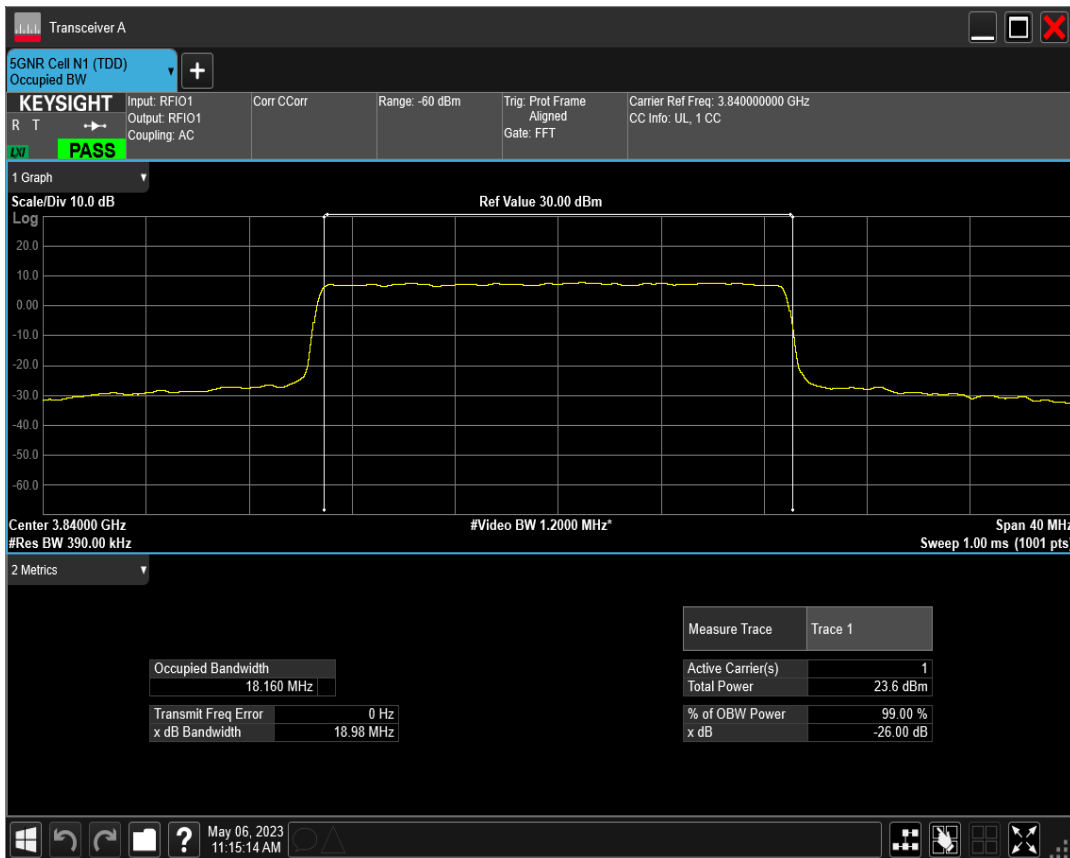 Transceiver A
5GNR Cell N1 (TDD)
Occupied BW
+
KEYSIGHT
R T
LXI
PASS
Input: RFIO1
Output: RFIO1
Coupling: AC
Corr CCorr
Range: -60 dBm
Trig: Prot Frame
Aligned
Gate: FFT
Carrier Ref Freq: 3.840000000 GHz
CC Info: UL, 1 CC
1 Graph
Scale/Div 10.0 dB
Ref Value 30.00 dBm
Log
20.0
10.0
0.00
-10.0
-20.0
-30.0
-40.0
-50.0
-60.0
Center 3.84000 GHz
#Video BW 1.2000 MHz*
Span 40 MHz
#Res BW 390.00 kHz
Sweep 1.00 ms (1001 pts)
2 Metrics
Measure Trace Trace 1
Occupied Bandwidth
18.160 MHz
Active Carrier(s) 1
Total Power 23.6 dBm
Transmit Freq Error 0 Hz
x dB Bandwidth 18.98 MHz
% of OBW Power 99.00 %
x dB -26.00 dB
?
May 06, 2023
11:15:14 AM